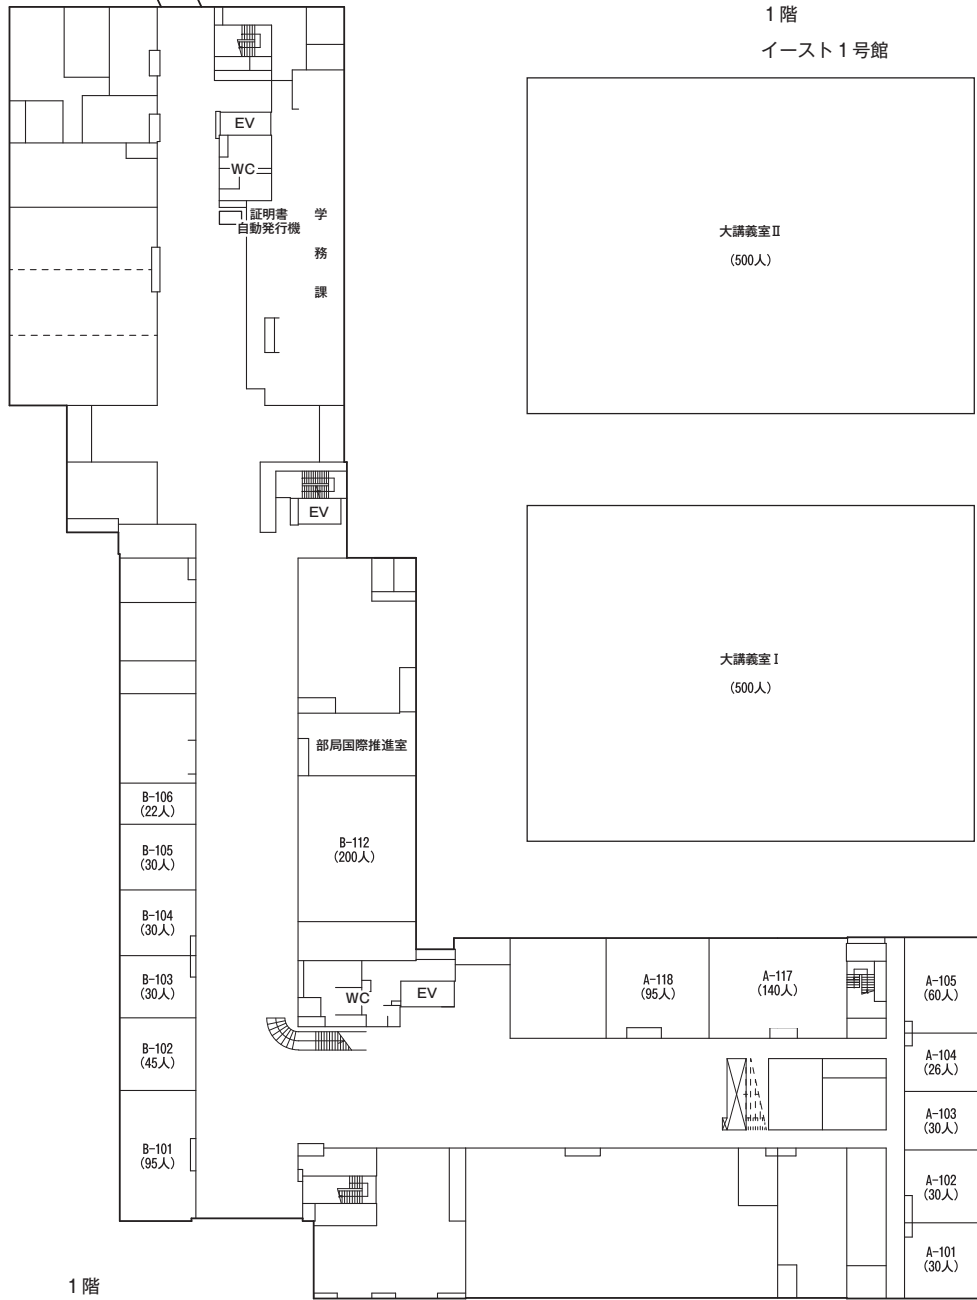 1階
イースト1号館
EV
WC
証明書
自動発行機
学
務
課
大講義室Ⅱ
(500人)
EV
大講義室Ⅰ
(500人)
部局国際推進室
B-106
(22人)
B-105
(30人)
B-112
(200人)
B-104
(30人)
B-103
(30人)
WC
EV
A-118
(95人)
A-117
(140人)
A-105
(60人)
B-102
(45人)
A-104
(26人)
A-103
(30人)
B-101
(95人)
A-102
(30人)
A-101
(30人)
1階